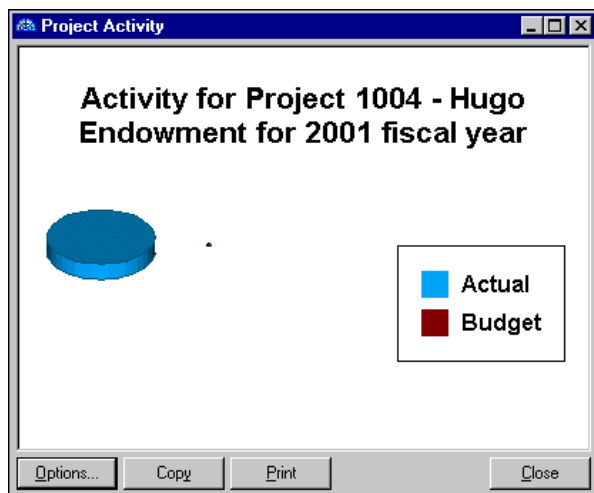 Project Activity
Activity for Project 1004 - Hugo
Endowment for 2001 fiscal year
Actual
Budget
Options... Copy Print Close